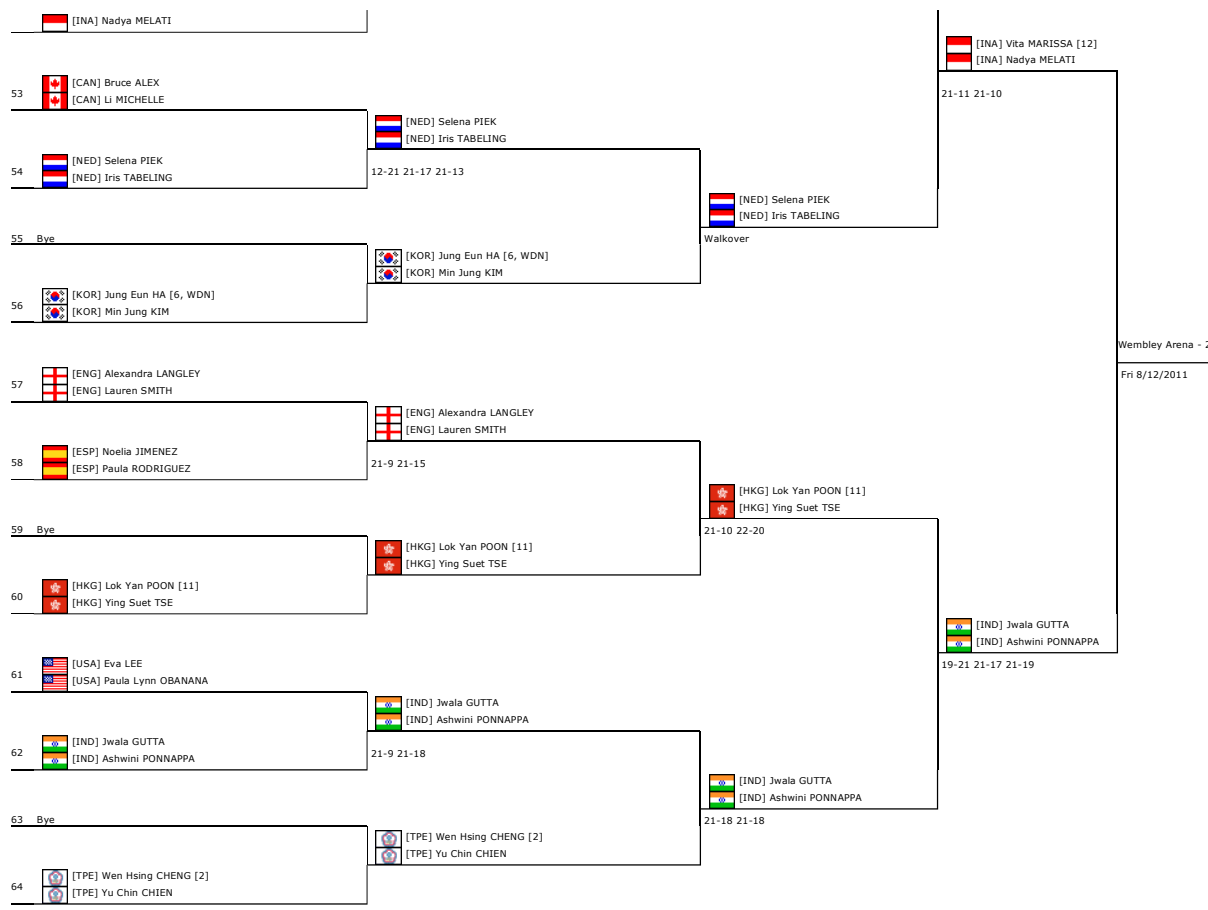 [INA] Nadya MELATI
[INA] Vita MARISSA [12]
[INA] Nadya MELATI
21-11 21-10
53
[CAN] Bruce ALEX
[CAN] Li MICHELLE
[NED] Selena PIEK
[NED] Iris TABELING
12-21 21-17 21-13
54
[NED] Selena PIEK
[NED] Iris TABELING
[NED] Selena PIEK
[NED] Iris TABELING
Walkover
55 Bye
[KOR] Jung Eun HA [6, WDN]
[KOR] Min Jung KIM
56
[KOR] Jung Eun HA [6, WDN]
[KOR] Min Jung KIM
Wembley Arena - 2
Fri 8/12/2011
57
[ENG] Alexandra LANGLEY
[ENG] Lauren SMITH
[ENG] Alexandra LANGLEY
[ENG] Lauren SMITH
21-9 21-15
58
[ESP] Noelia JIMENEZ
[ESP] Paula RODRIGUEZ
[HKG] Lok Yan POON [11]
[HKG] Ying Suet TSE
21-10 22-20
59 Bye
[HKG] Lok Yan POON [11]
[HKG] Ying Suet TSE
60
[HKG] Lok Yan POON [11]
[HKG] Ying Suet TSE
[IND] Jwala GUTTA
[IND] Ashwini PONNAPPA
19-21 21-17 21-19
61
[USA] Eva LEE
[USA] Paula Lynn OBANANA
[IND] Jwala GUTTA
[IND] Ashwini PONNAPPA
21-9 21-18
62
[IND] Jwala GUTTA
[IND] Ashwini PONNAPPA
[IND] Jwala GUTTA
[IND] Ashwini PONNAPPA
21-18 21-18
63 Bye
[TPE] Wen Hsing CHENG [2]
[TPE] Yu Chin CHIEN
64
[TPE] Wen Hsing CHENG [2]
[TPE] Yu Chin CHIEN